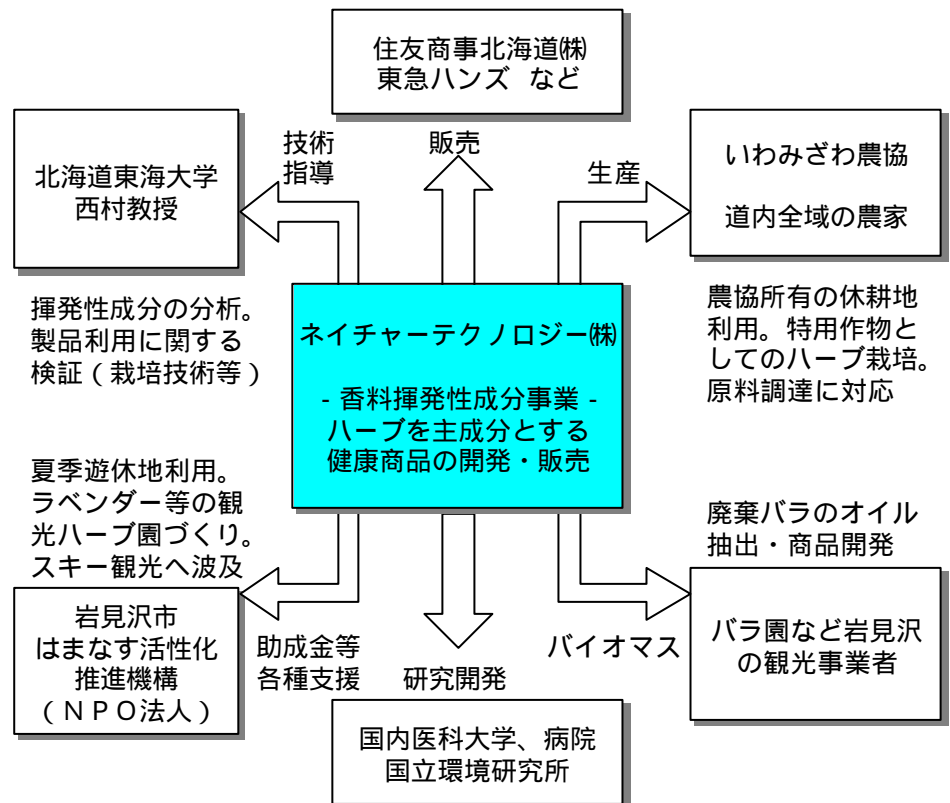 住友商事北海道㈱
東急ハンズ など
技術
指導
販売
生産
北海道東海大学
西村教授
いわみざわ農協
道内全域の農家
揮発性成分の分析。
製品利用に関する
検証（栽培技術等）
ネイチャーテクノロジー㈱
- 香料揮発性成分事業 -
ハーブを主成分とする
健康商品の開発・販売
農協所有の休耕地
利用。特用作物と
してのハーブ栽培。
原料調達に対応
夏季遊休地利用。
ラベンダー等の観
光ハーブ園づくり。
スキー観光へ波及
廃棄バラのオイル
抽出・商品開発
岩見沢市
はまなす活性化
推進機構
（ＮＰＯ法人）
助成金等
各種支援
研究開発
バイオマス
バラ園など岩見沢
の観光事業者
国内医科大学、病院
国立環境研究所